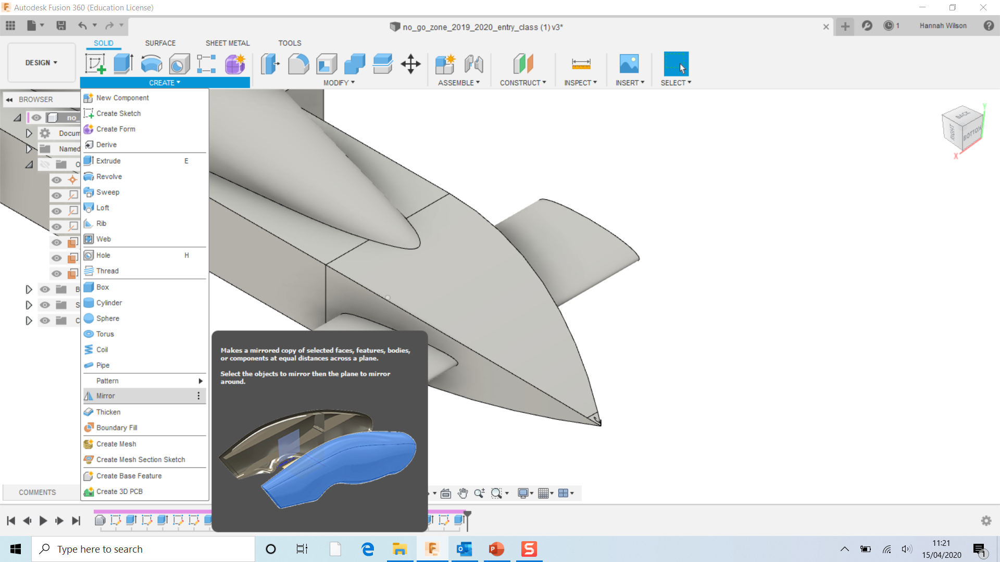 Autodesk Fusion 360 (Education License)
no_go_zone_2019_2020_entry_class (1) v3*
1
Hannah Wilson
SOLID
SURFACE
SHEET METAL
TOOLS
DESIGN
CREATE
MODIFY
ASSEMBLE
CONSTRUCT
INSPECT
INSERT
SELECT
BROWSER
no_
Docum
Named
O
B
S
C
New Component
Create Sketch
Create Form
Derive
Extrude E
Revolve
Sweep
Loft
Rib
Web
Hole H
Thread
Box
Cylinder
Sphere
Torus
Coil
Pipe
Pattern
Mirror
Thicken
Boundary Fill
Create Mesh
Create Mesh Section Sketch
Create Base Feature
Create 3D PCB
Makes a mirrored copy of selected faces, features, bodies,
or components at equal distances across a plane.
Select the objects to mirror then the plane to mirror
around.
BACK
RIGHT
BOTTOM
Y
X
COMMENTS
Type here to search
11:21
15/04/2020
1